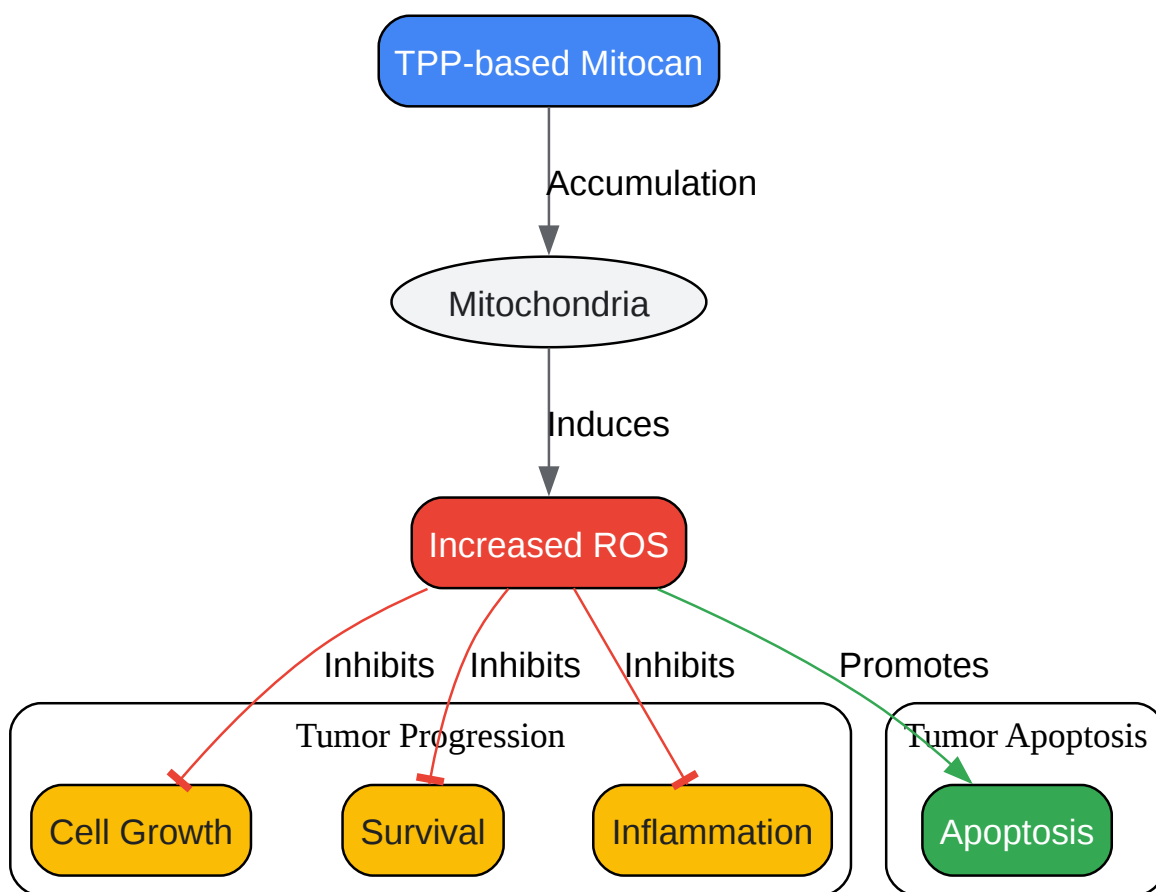 TPP-based Mitocan
Accumulation
Mitochondria
Induces
Increased ROS
Inhibits
Inhibits
Inhibits
Promotes
Tumor Progression
Tumor Apoptosis
Cell Growth
Survival
Inflammation
Apoptosis